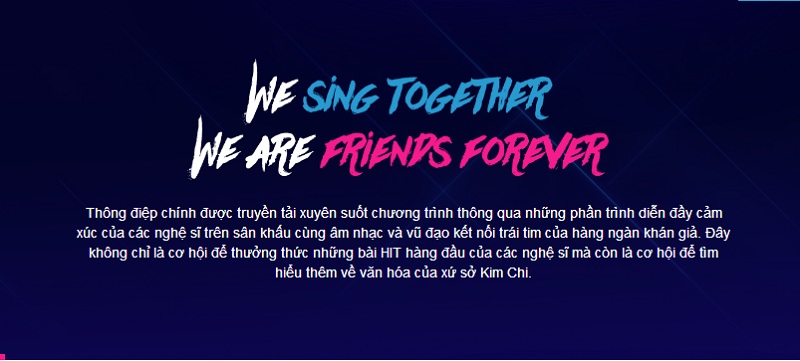 WE SING TOGETHER
WE ARE FRIENDS FOREVER
Thông điệp chính được truyền tải xuyên suốt chương trình thông qua những phần trình diễn đầy cảm
xúc của các nghệ sĩ trên sân khấu cùng âm nhạc và vũ đạo kết nối trái tim của hàng ngàn khán giả. Đây
không chỉ là cơ hội để thưởng thức những bài HIT hàng đầu của các nghệ sĩ mà còn là cơ hội để tìm
hiểu thêm về văn hóa của xứ sở Kim Chi.